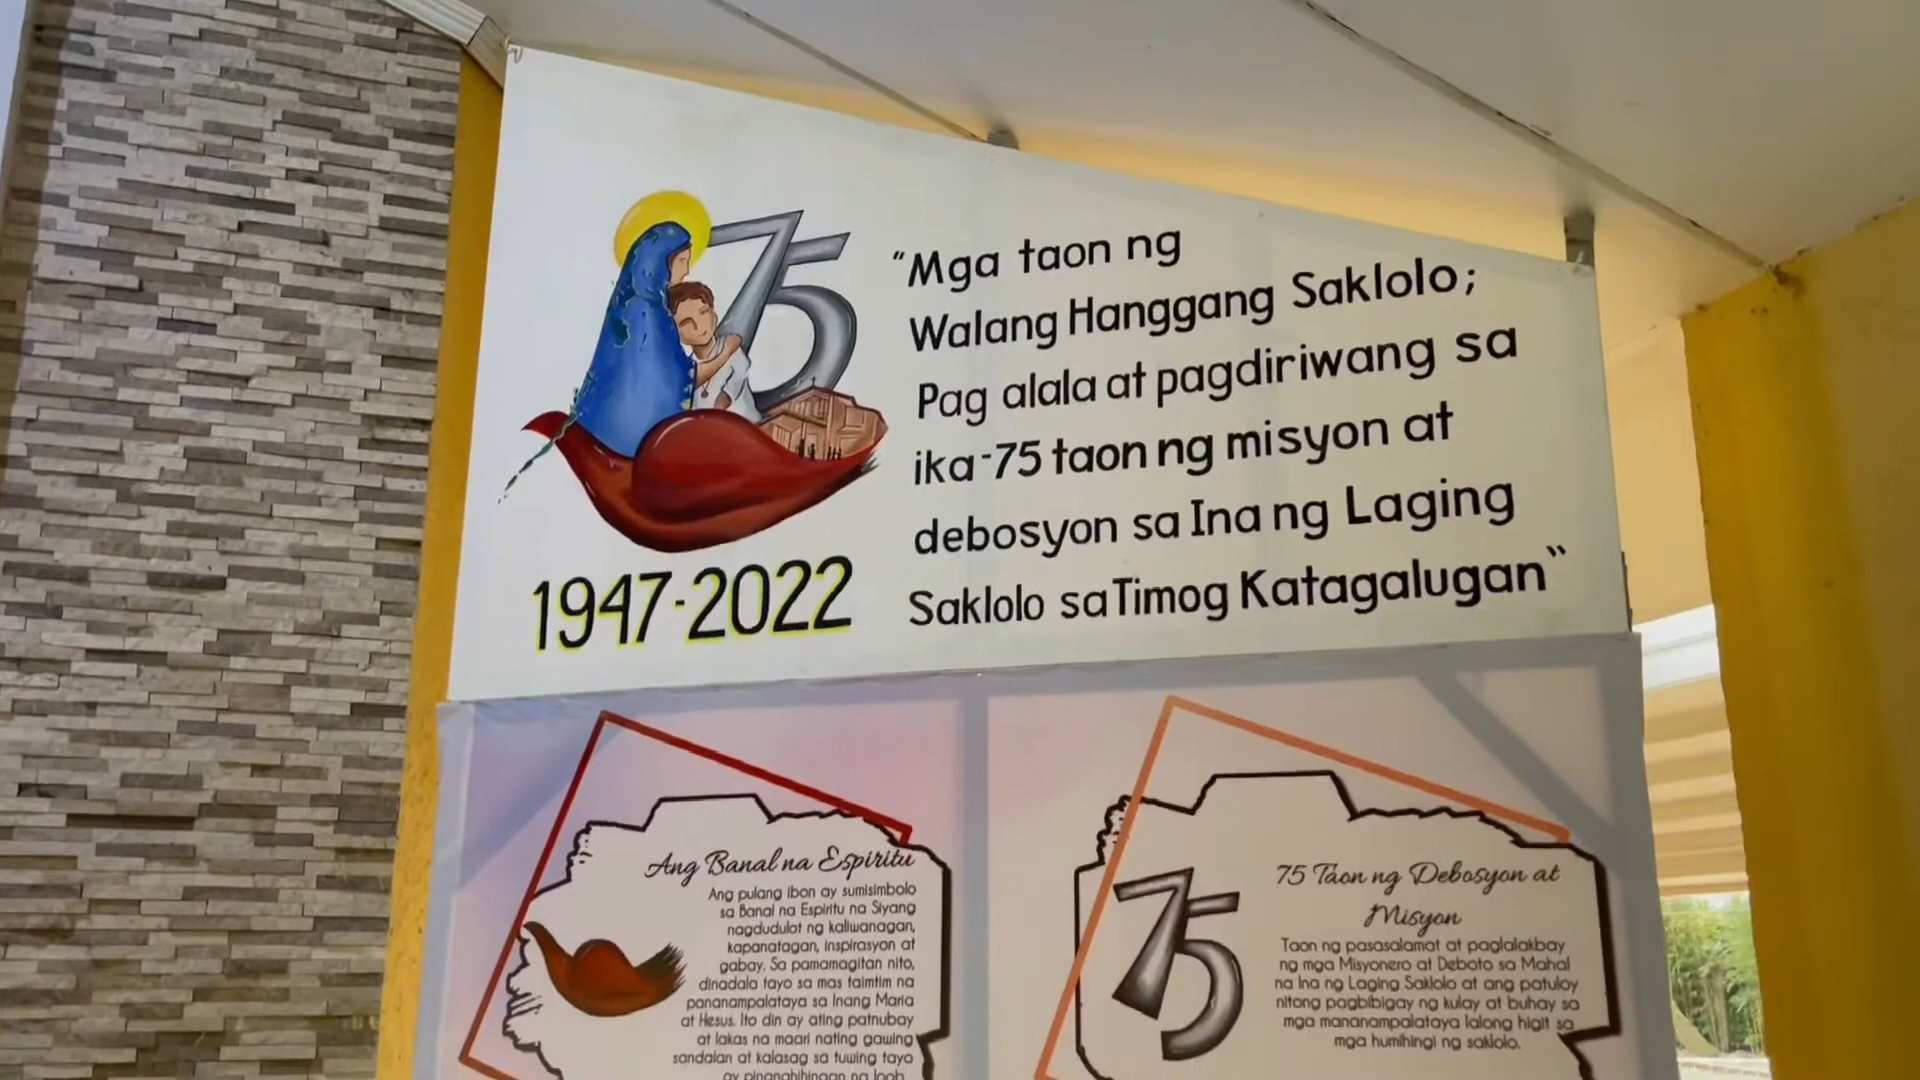 75
"Mga taon ng
Walang Hanggang Saklolo;
Pag alala at pagdiriwang sa
ika-75 taon ng misyon at
debosyon sa Ina ng Laging
Saklolo sa Timog Katagalugan"
1947-2022
Ang Banal na Espiritu
Ang pulang ibon ay sumisimbolo
sa Banal na Espiritu na Siyang
nagdudulot ng kaliwanagan,
kapanatagan, inspirasyon at
gabay. Sa pamamagitan nito,
dinadala tayo sa mas taimtim na
pananampalataya sa Inang Maria
at Hesus. Ito din ay ating patnubay
at lakas na maari nating gawing
sandalan at kalasag sa tuwing tayo
ay pinanghihinaan ng loob.
75
75 Taon ng Debosyon at
Misyon
Taon ng pasasalamat at paglalakbay
ng mga Misyonero at Deboto sa Mahal
na Ina ng Laging Saklolo at ang patuloy
nitong pagbibigay ng kulay at buhay sa
mga mananampalataya lalong higit sa
mga humihingi ng saklolo.